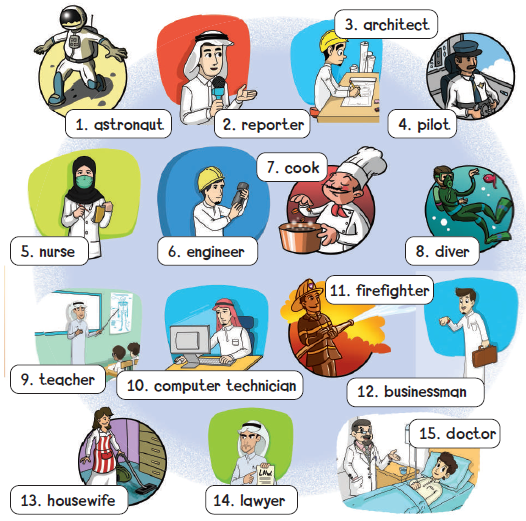 1. astronaut
2. reporter
3. architect
4. pilot
5. nurse
6. engineer
7. cook
8. diver
9. teacher
10. computer technician
11. firefighter
12. businessman
13. housewife
14. lawyer
LAW
15. doctor